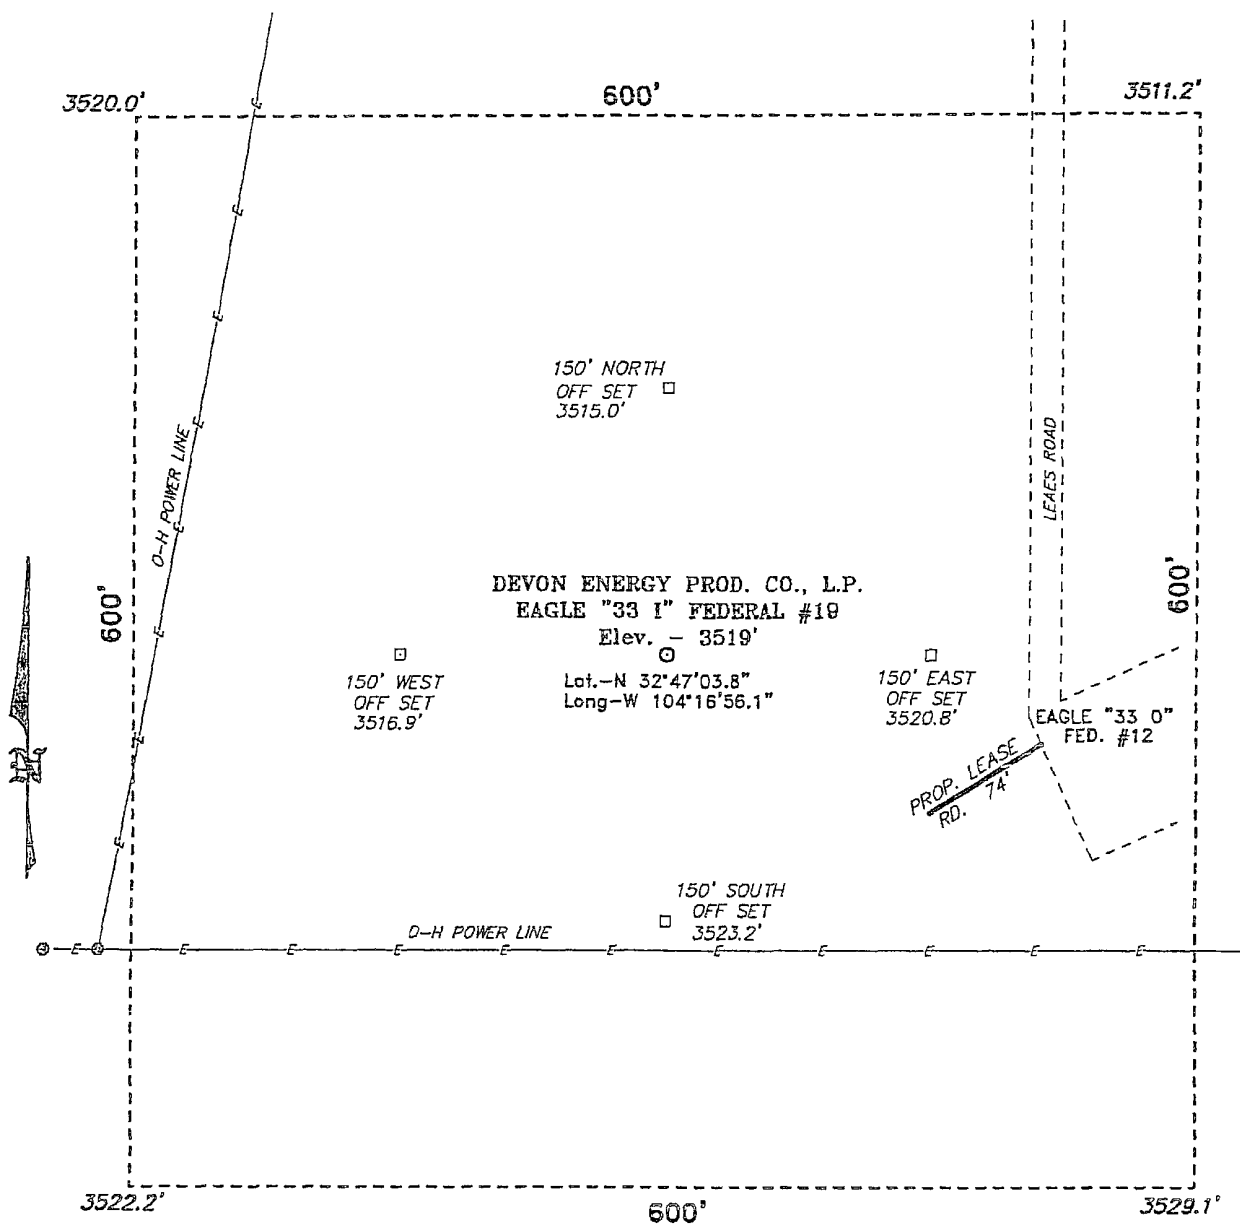 600'
3520.0'
3511.2'
150' NORTH
OFF SET
3515.0'
O-H POWER LINE
LEAES ROAD
600'
600'
DEVON ENERGY PROD. CO., L.P.
EAGLE "33 I" FEDERAL #19
Elev. - 3519'
Lat.-N 32°47'03.8"
Long-W 104°16'56.1"
150' WEST
OFF SET
3516.9'
150' EAST
OFF SET
3520.8'
EAGLE "33 O"
FED. #12
PROP. LEASE
RD. 74'
150' SOUTH
OFF SET
3523.2'
O-H POWER LINE
E E E E E E E E
E E E E E E E E E E E
3522.2'
600'
3529.1'